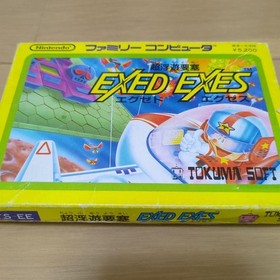 Nintendo ファミリー コンピュータ
超浮遊要塞
EXED EXES
エグゼド エグゼス
TOKUMA SOFT
超浮遊要塞 EXED EXES